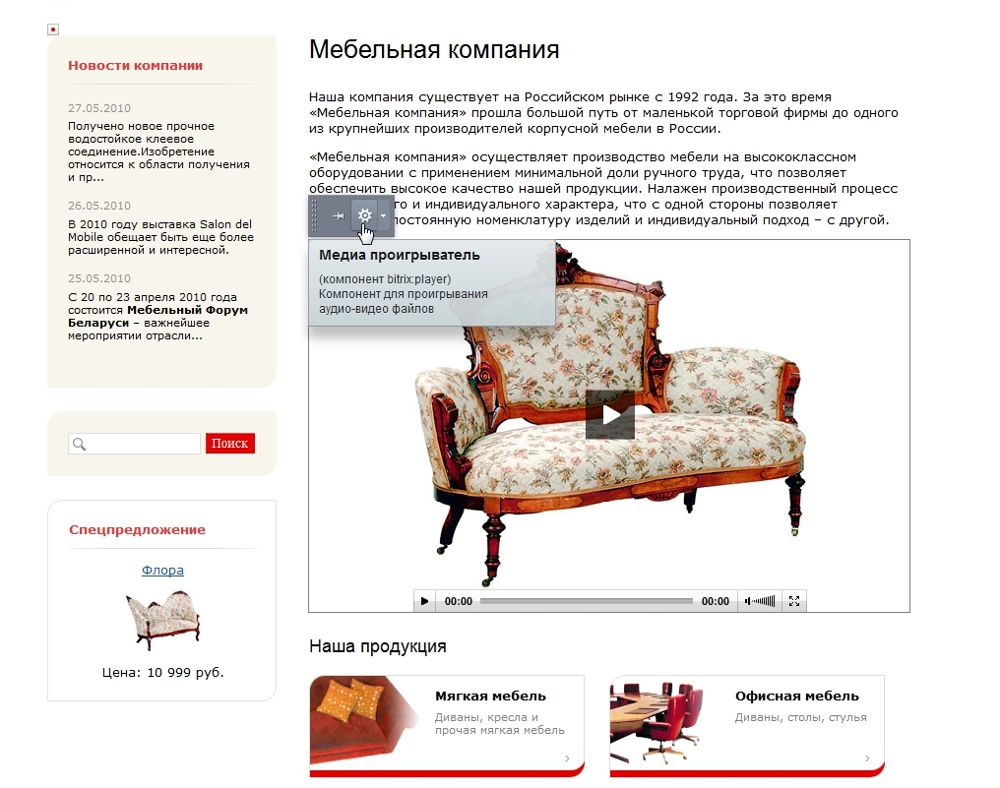 Новости компании
27.05.2010
Получено новое прочное
водостойкое клеевое
соединение.Изобретение
относится к области получения
и пр...
26.05.2010
В 2010 году выставка Salon del
Mobile обещает быть еще более
расширенной и интересной.
25.05.2010
С 20 по 23 апреля 2010 года
состоится Мебельный Форум
Беларуси – важнейшее
мероприятии отрасли...
Поиск
Спецпредложение
Флора
Цена: 10 999 руб.
Мебельная компания
Наша компания существует на Российском рынке с 1992 года. За это время
«Мебельная компания» прошла большой путь от маленькой торговой фирмы до одного
из крупнейших производителей корпусной мебели в России.
«Мебельная компания» осуществляет производство мебели на высококлассном
оборудовании с применением минимальной доли ручного труда, что позволяет
обеспечить высокое качество нашей продукции. Налажен производственный процесс
и индивидуального характера, что с одной стороны позволяет
постоянную номенклатуру изделий и индивидуальный подход – с другой.
Медиа проигрыватель
(компонент bitrix:player)
Компонент для проигрывания
аудио-видео файлов
00:00 00:00
Наша продукция
Мягкая мебель
Диваны, кресла и
прочая мягкая мебель
Офисная мебель
Диваны, столы, стулья